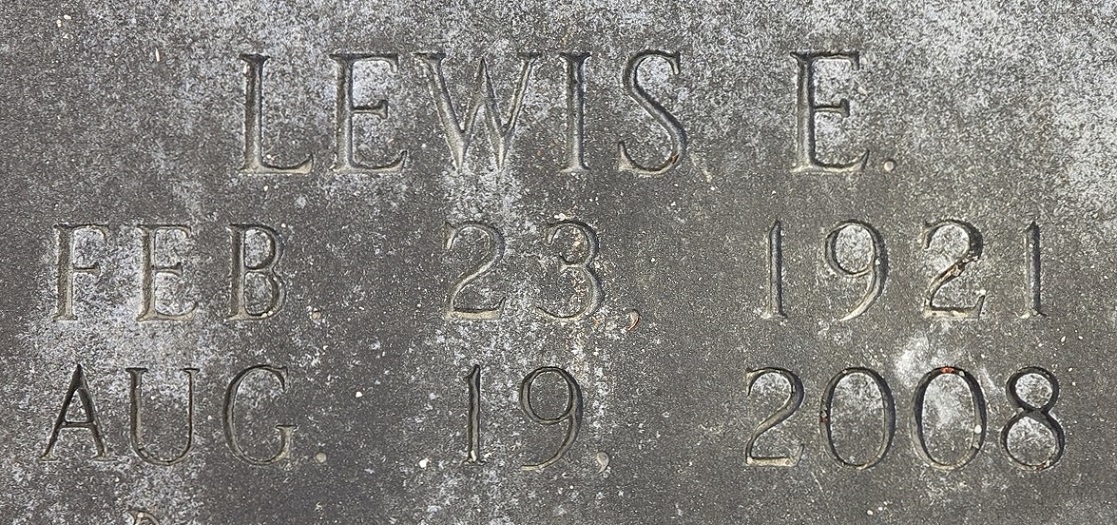 LEWIS E.
FEB. 23, 1921
AUG. 19, 2008